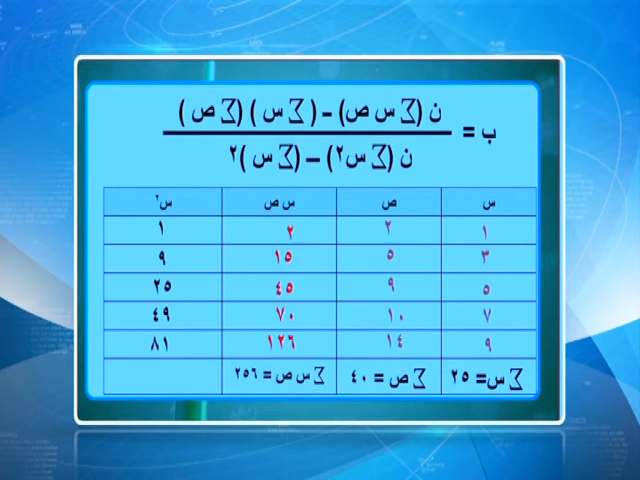 ب = ن (∑ س ص) – ( ∑ س ) (∑ ص )
ن (∑ س٢) – (∑ س )٢
س ص س ص س٢
١ ٢ ٢ ١
٣ ٥ ١٥ ٩
٥ ٩ ٤٥ ٢٥
٧ ١٠ ٧٠ ٤٩
٩ ١٤ ١٢٦ ٨١
∑ س= ٢٥ ∑ ص = ٤٠ ∑ س ص = ٢٥٦